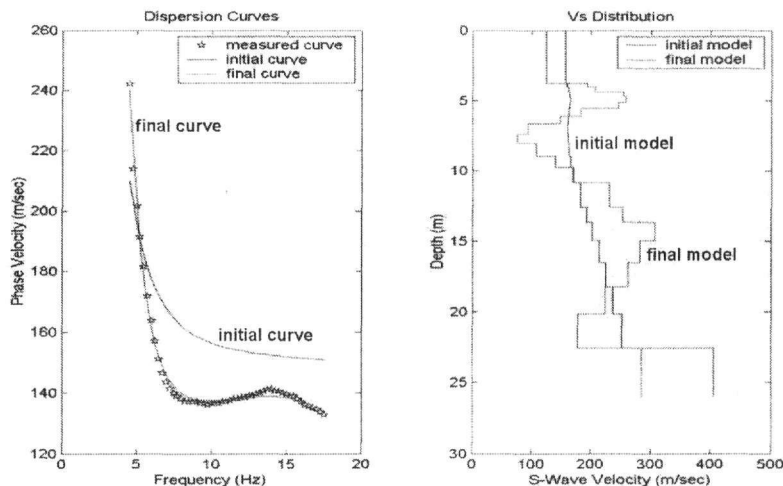 Dispersion Curves
260
240
220
200
180
160
140
120
0
5
10
15
20
Phase Velocity (m/sec)
Frequency (Hz)
measured curve
initial curve
final curve
final curve
initial curve
Vs Distribution
0
5
10
15
20
25
30
0
100
200
300
400
500
Depth (m)
S-Wave Velocity (m/sec)
initial model
final model
initial model
final model